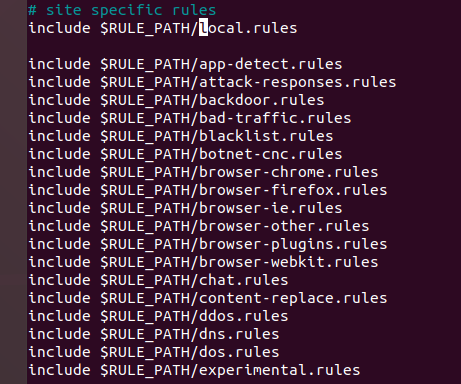 # site specific rules
include $RULE_PATH/local.rules
include $RULE_PATH/app-detect.rules
include $RULE_PATH/attack-responses.rules
include $RULE_PATH/backdoor.rules
include $RULE_PATH/bad-traffic.rules
include $RULE_PATH/blacklist.rules
include $RULE_PATH/botnet-cnc.rules
include $RULE_PATH/browser-chrome.rules
include $RULE_PATH/browser-firefox.rules
include $RULE_PATH/browser-ie.rules
include $RULE_PATH/browser-other.rules
include $RULE_PATH/browser-plugins.rules
include $RULE_PATH/browser-webkit.rules
include $RULE_PATH/chat.rules
include $RULE_PATH/content-replace.rules
include $RULE_PATH/ddos.rules
include $RULE_PATH/dns.rules
include $RULE_PATH/dos.rules
include $RULE_PATH/experimental.rules